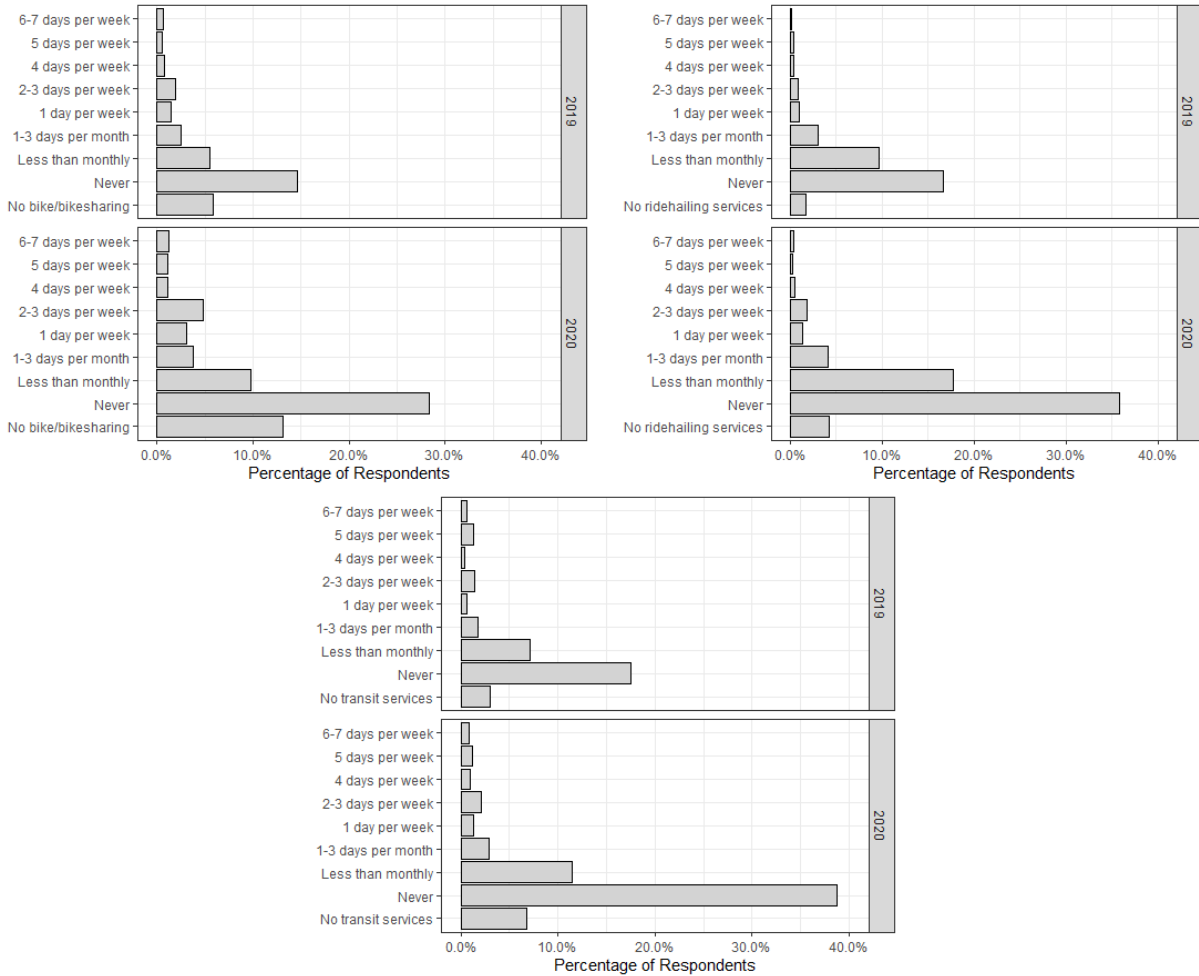 6-7 days per week
5 days per week
4 days per week
2-3 days per week
1 day per week
1-3 days per month
Less than monthly
Never
No bike/bikesharing
2019
6-7 days per week
5 days per week
4 days per week
2-3 days per week
1 day per week
1-3 days per month
Less than monthly
Never
No bike/bikesharing
2020
0.0% 10.0% 20.0% 30.0% 40.0%
Percentage of Respondents
6-7 days per week
5 days per week
4 days per week
2-3 days per week
1 day per week
1-3 days per month
Less than monthly
Never
No ridehailing services
2019
6-7 days per week
5 days per week
4 days per week
2-3 days per week
1 day per week
1-3 days per month
Less than monthly
Never
No ridehailing services
2020
0.0% 10.0% 20.0% 30.0% 40.0%
Percentage of Respondents
6-7 days per week
5 days per week
4 days per week
2-3 days per week
1 day per week
1-3 days per month
Less than monthly
Never
No transit services
2019
6-7 days per week
5 days per week
4 days per week
2-3 days per week
1 day per week
1-3 days per month
Less than monthly
Never
No transit services
2020
0.0% 10.0% 20.0% 30.0% 40.0%
Percentage of Respondents